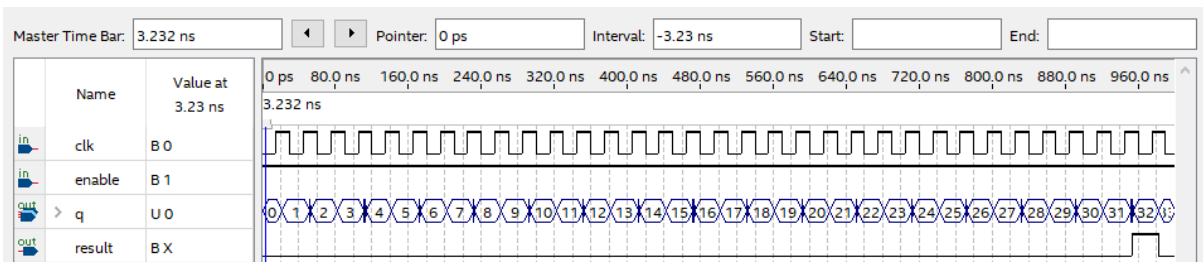 Master Time Bar: 3.232 ns Pointer: 0 ps Interval: -3.23 ns Start: End:
Name Value at 3.23 ns 0 ps 80.0 ns 160.0 ns 240.0 ns 320.0 ns 400.0 ns 480.0 ns 560.0 ns 640.0 ns 720.0 ns 800.0 ns 880.0 ns 960.0 ns
3.232 ns
in clk B 0
in enable B 1
out > q U 0 0 1 2 3 4 5 6 7 8 9 10 11 12 13 14 15 16 17 18 19 20 21 22 23 24 25 26 27 28 29 30 31 32
out result B X